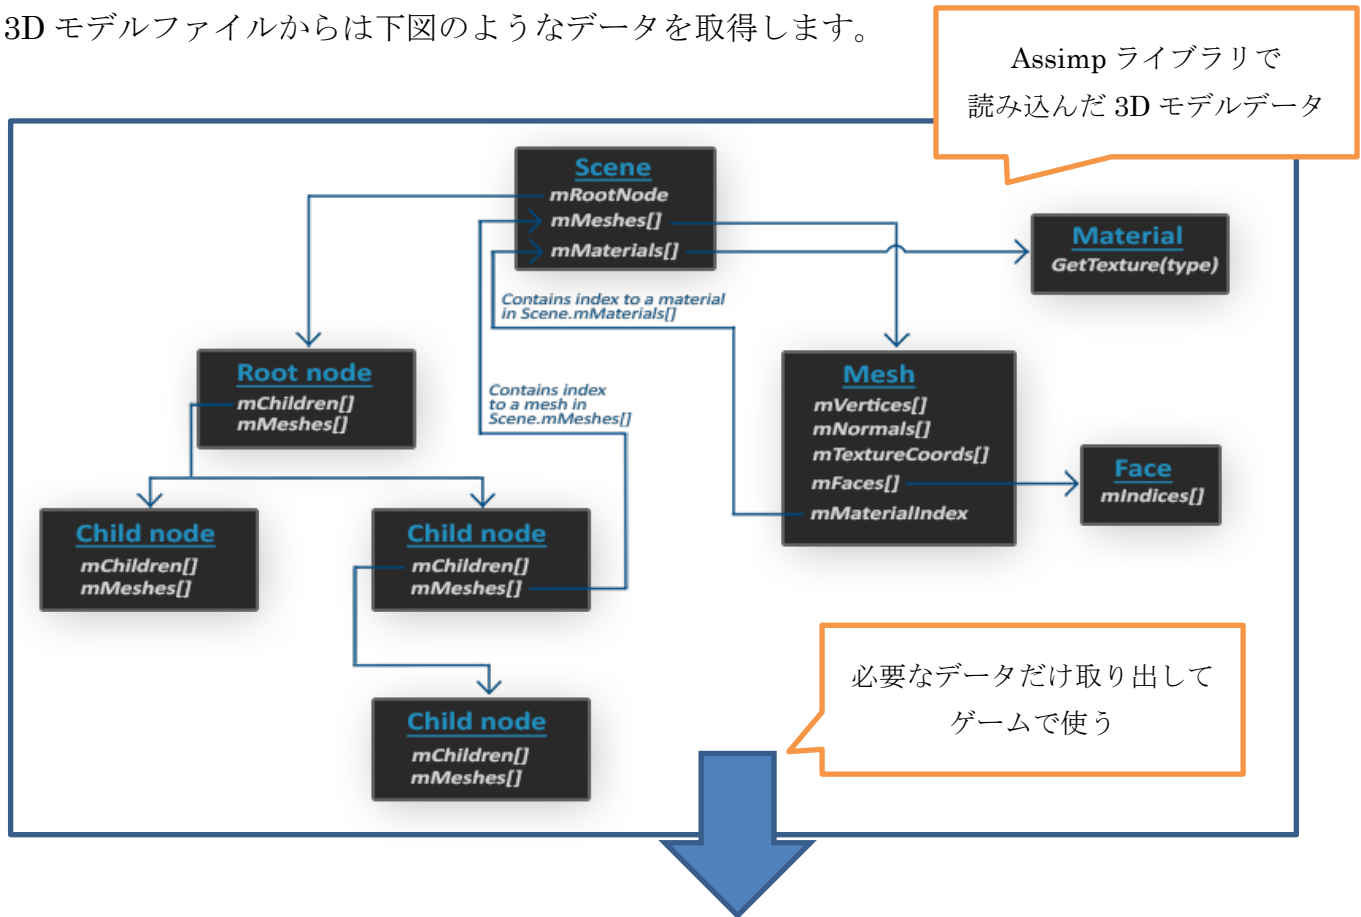 3D モデルファイルからは下図のようなデータを取得します。
Assimp ライブラリで
読み込んだ 3D モデルデータ
Scene
mRootNode
mMeshes[]
mMaterials[]
Material
GetTexture(type)
Contains index to a material
in Scene.mMaterials[]
Root node
mChildren[]
mMeshes[]
Contains index
to a mesh in
Scene.mMeshes[]
Mesh
mVertices[]
mNormals[]
mTextureCoords[]
mFaces[]
mMaterialIndex
Face
mIndices[]
Child node
mChildren[]
mMeshes[]
Child node
mChildren[]
mMeshes[]
Child node
mChildren[]
mMeshes[]
必要なデータだけ取り出して
ゲームで使う